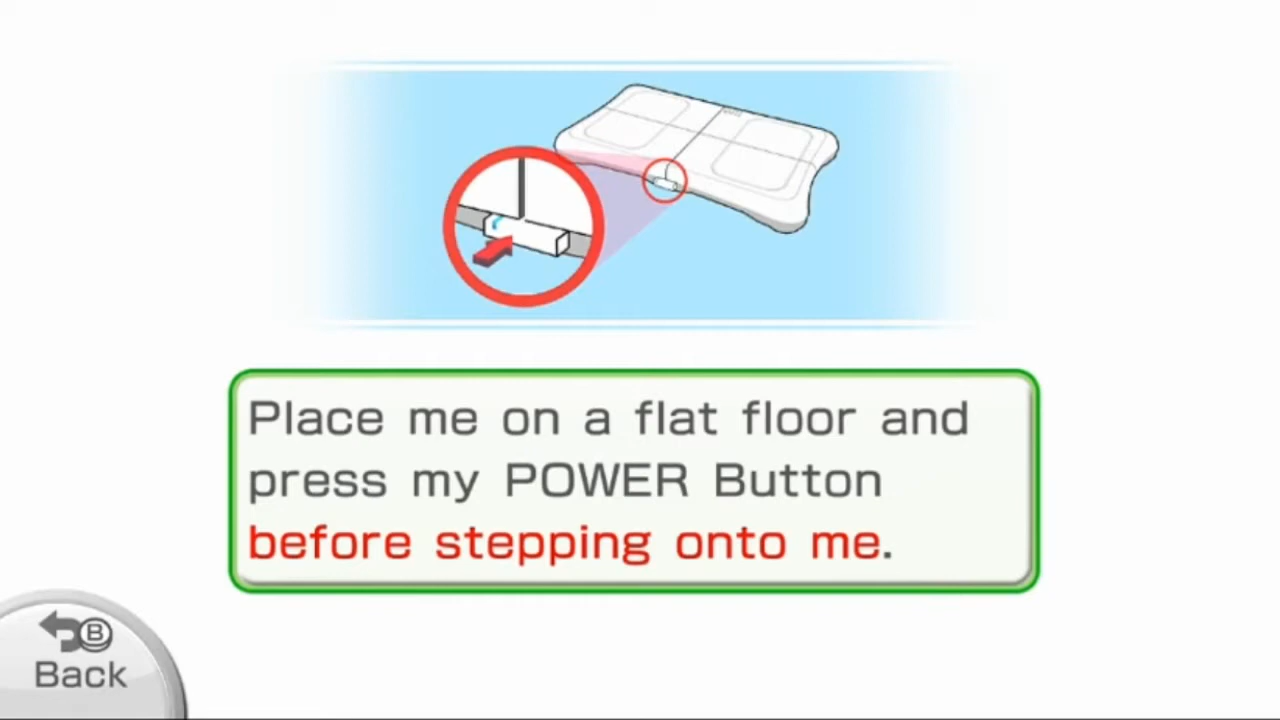 Place me on a flat floor and
press my POWER Button
before stepping onto me.
B
Back